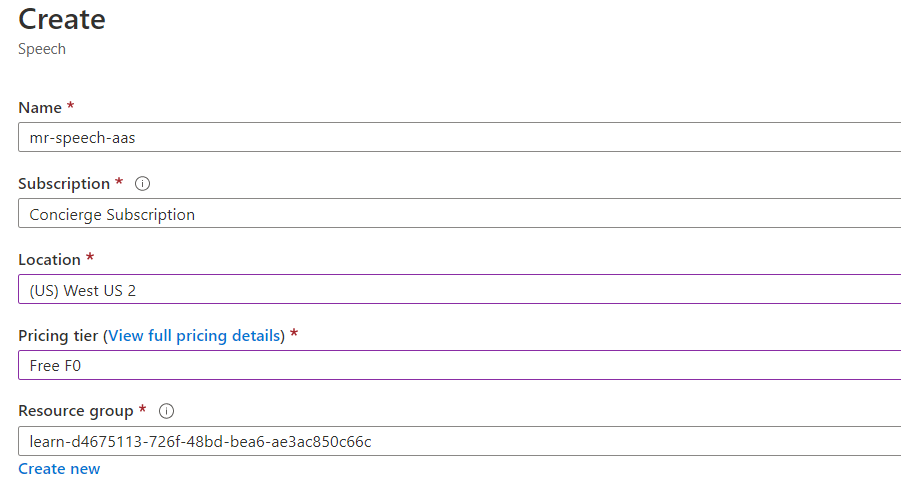 Create
Speech
Name *
mr-speech-aas
Subscription *
Concierge Subscription
Location *
(US) West US 2
Pricing tier (View full pricing details) *
Free F0
Resource group *
learn-d4675113-726f-48bd-bea6-ae3ac850c66c
Create new